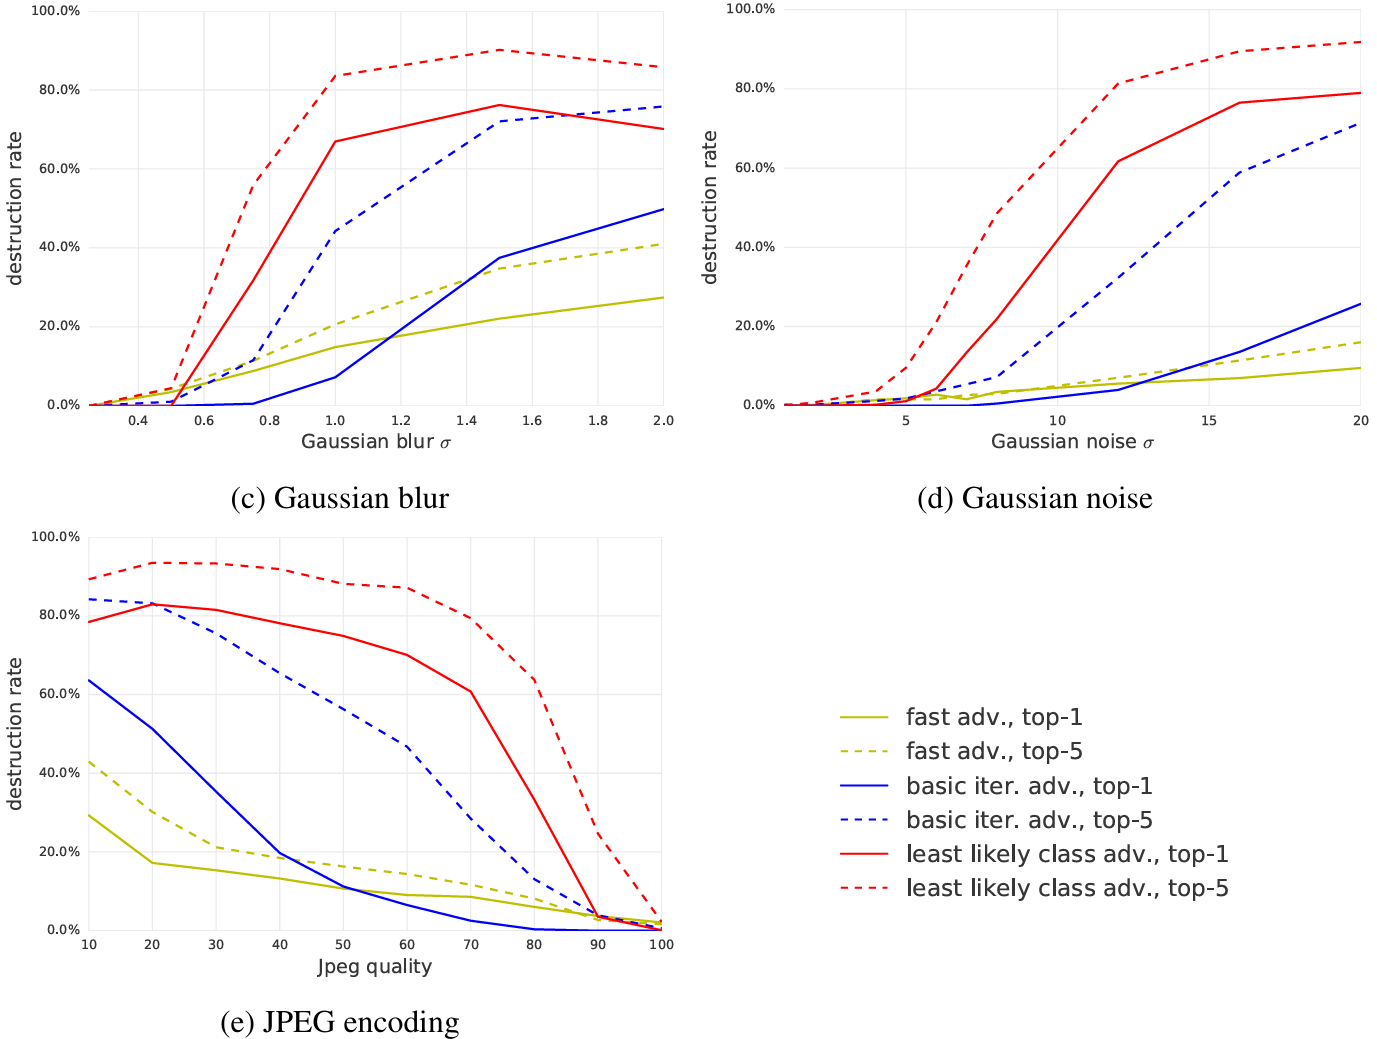 100.0%
80.0%
60.0%
40.0%
20.0%
0.0%
destruction rate
0.4 0.6 0.8 1.0 1.2 1.4 1.6 1.8 2.0
Gaussian blur σ
(c) Gaussian blur
100.0%
80.0%
60.0%
40.0%
20.0%
0.0%
destruction rate
5 10 15 20
Gaussian noise σ
(d) Gaussian noise
100.0%
80.0%
60.0%
40.0%
20.0%
0.0%
destruction rate
10 20 30 40 50 60 70 80 90 100
Jpeg quality
(e) JPEG encoding
fast adv., top-1
fast adv., top-5
basic iter. adv., top-1
basic iter. adv., top-5
least likely class adv., top-1
least likely class adv., top-5